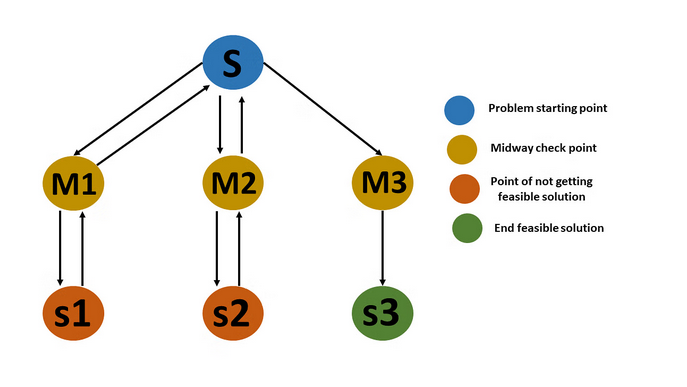 S
M1
M2
M3
s1
s2
s3
Problem starting point
Midway check point
Point of not getting
feasible solution
End feasible solution